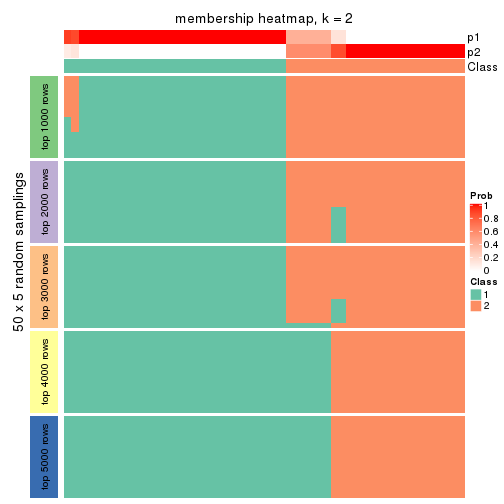 membership heatmap, k = 2
p1
p2
Class
50 x 5 random samplings
top 1000 rows
top 2000 rows
top 3000 rows
top 4000 rows
top 5000 rows
Prob
1
0.8
0.6
0.4
0.2
0
Class
1
2